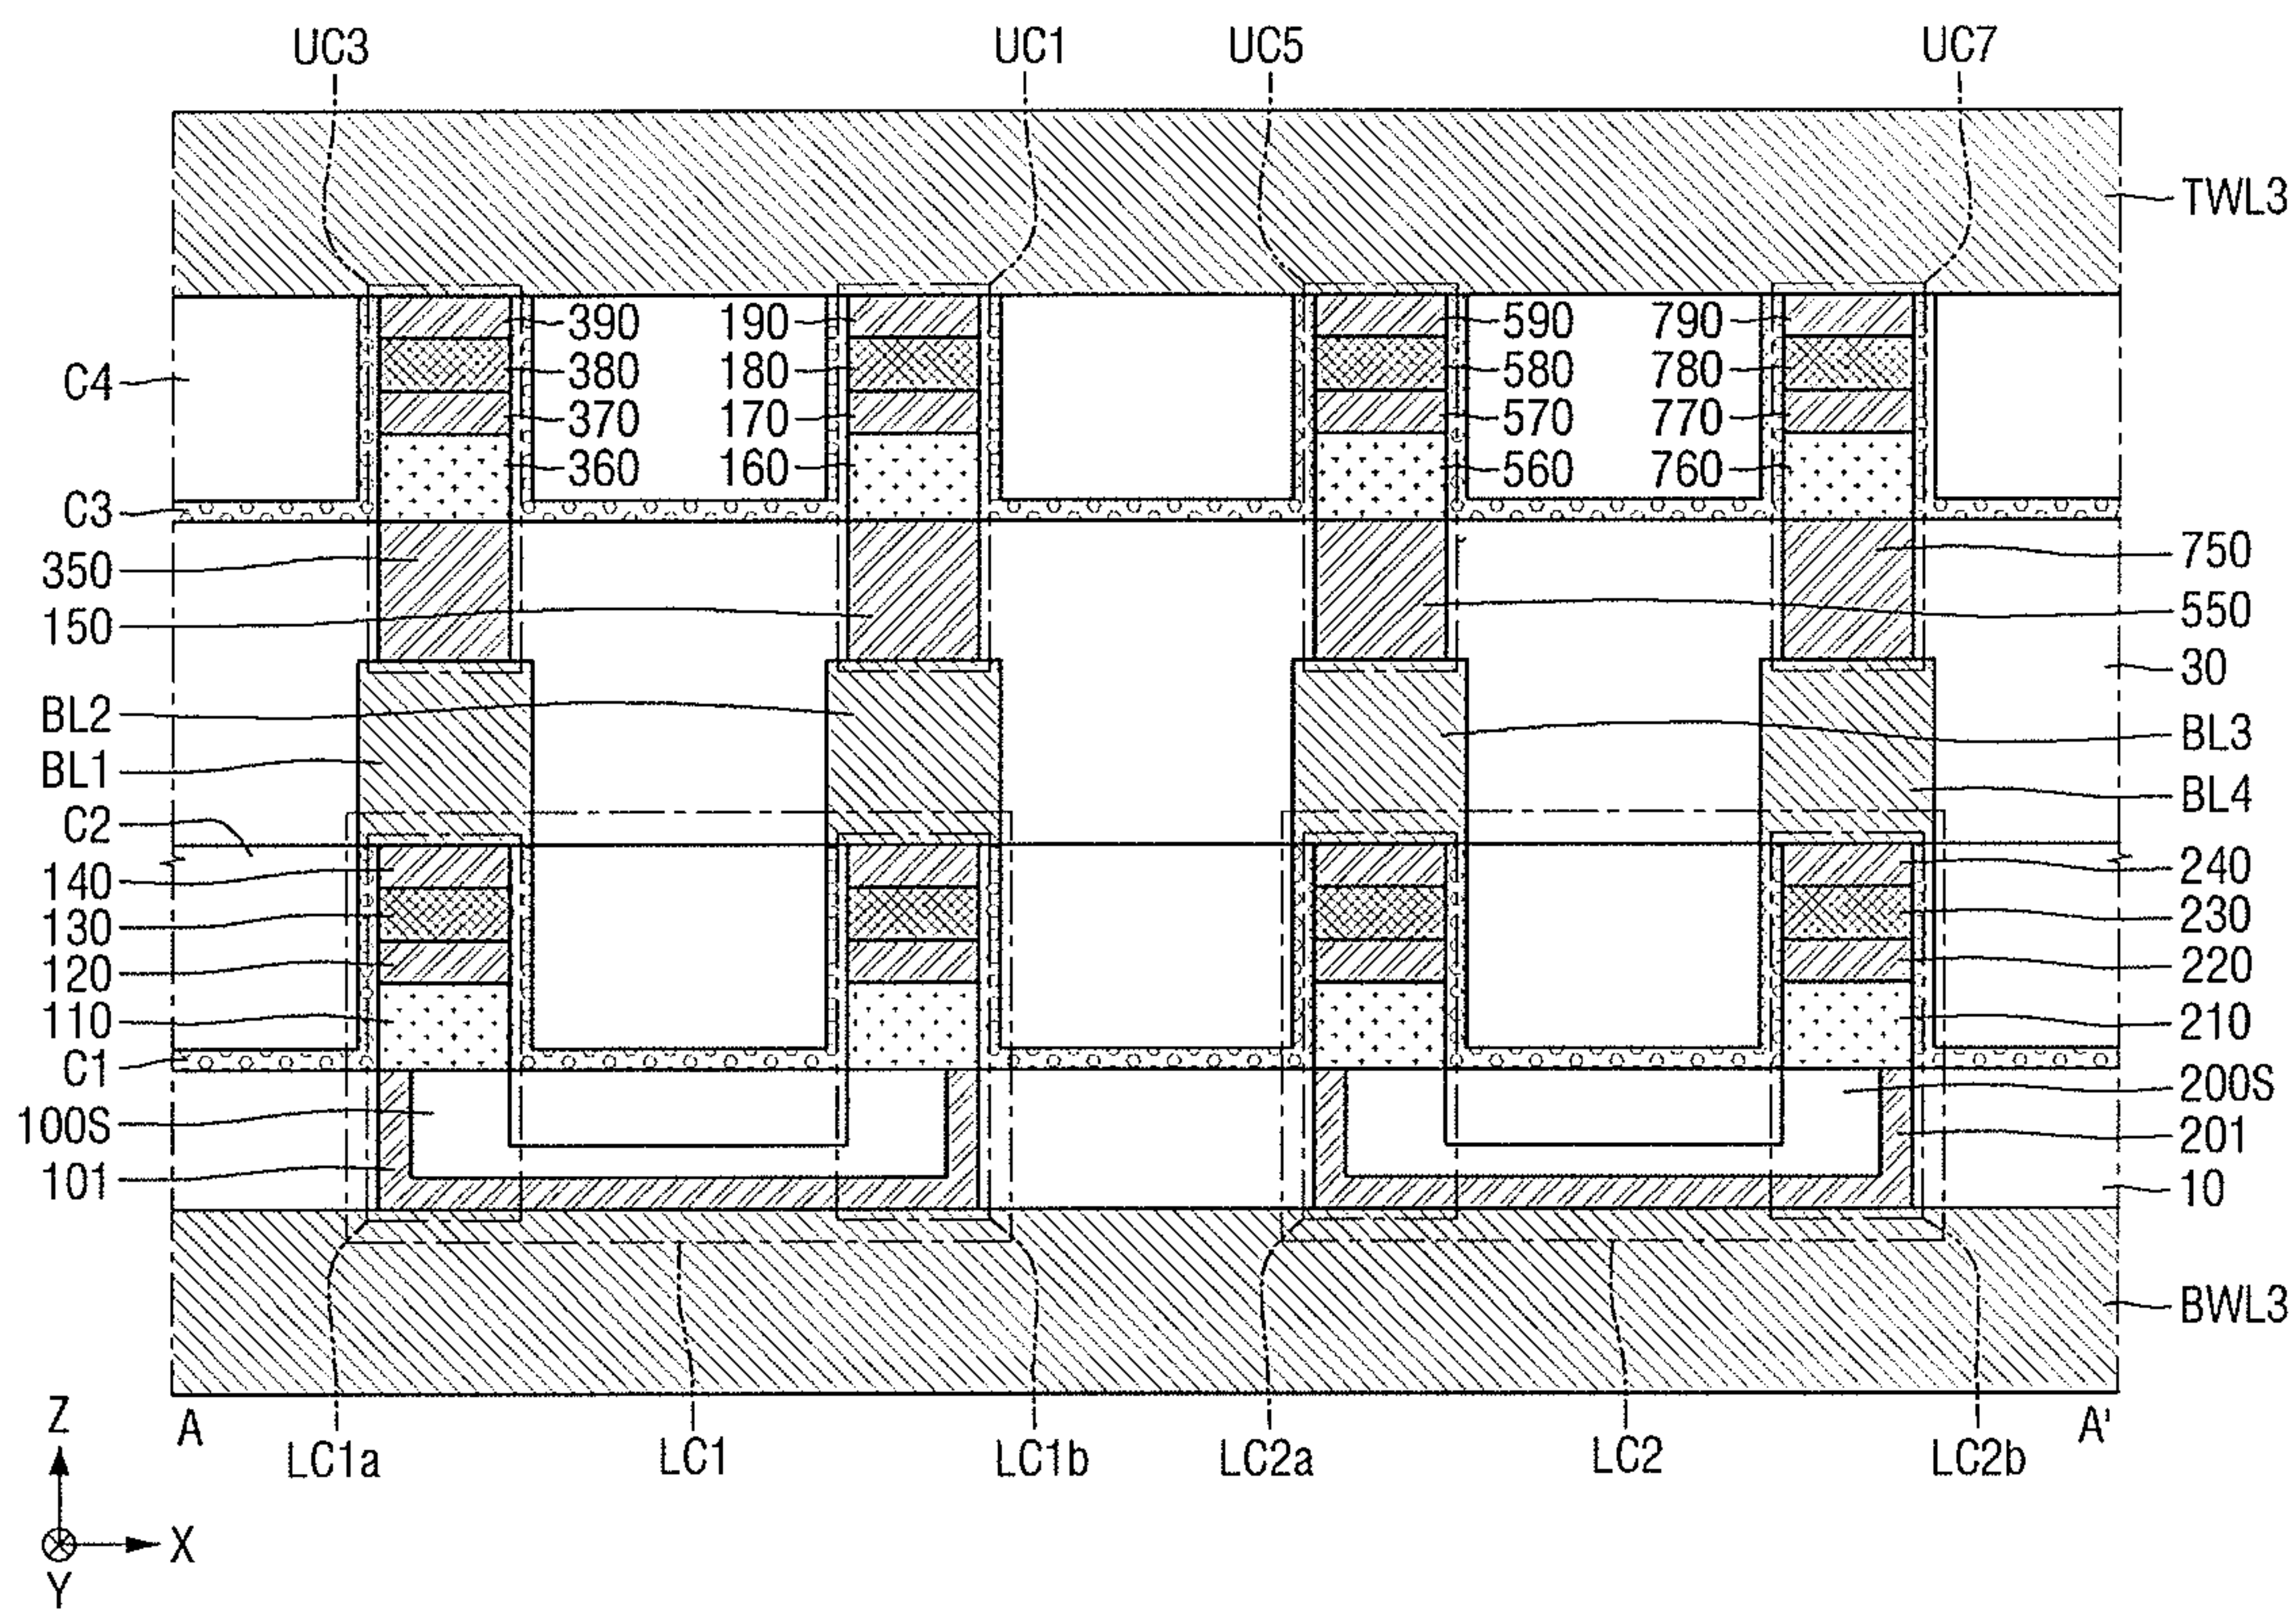 UC3 UC1 UC5 UC7
TWL3
390 190 590 790
C4 380 180 580 780
370 170 570 770
360 160 560 760
C3
350 750
150 550
30
BL2 BL3
BL1 BL4
C2
140 240
130 230
120 220
110 210
C1 200S
100S 201
101 10
BWL3
Z A A'
LC1a LC1 LC1b LC2a LC2 LC2b
X
Y